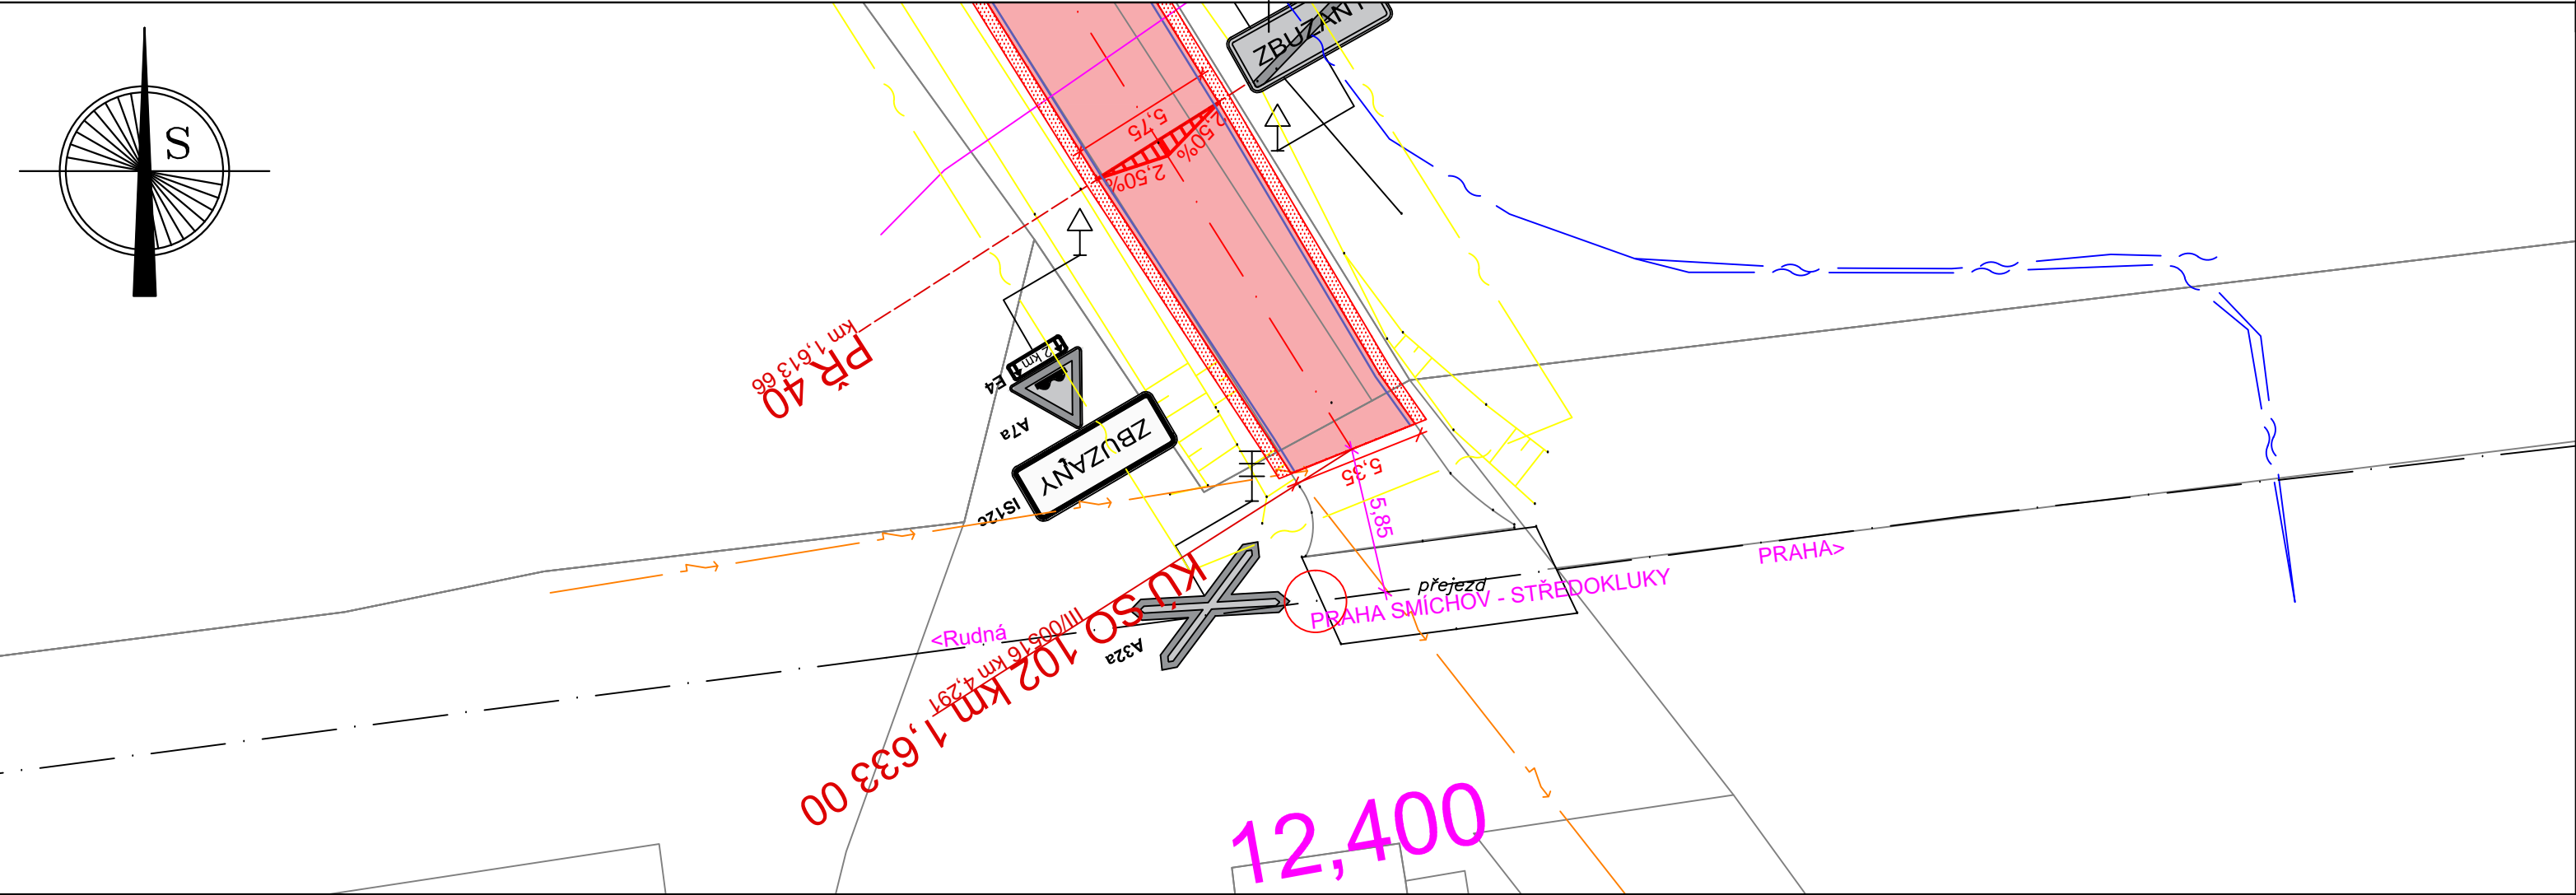 S
ZBUZANY
5,75
2,50%
2,50%
PŘ 40
km 1,613 66
2 km
E4
A7a
ZBUZANY
IS12c
5,35
5,85
přejezd
PRAHA>
PRAHA SMÍCHOV - STŘEDOKLUKY
<Rudná
A32a
KÚ SO 102 km 1,633 00
III/00516 km 4,291
12,400